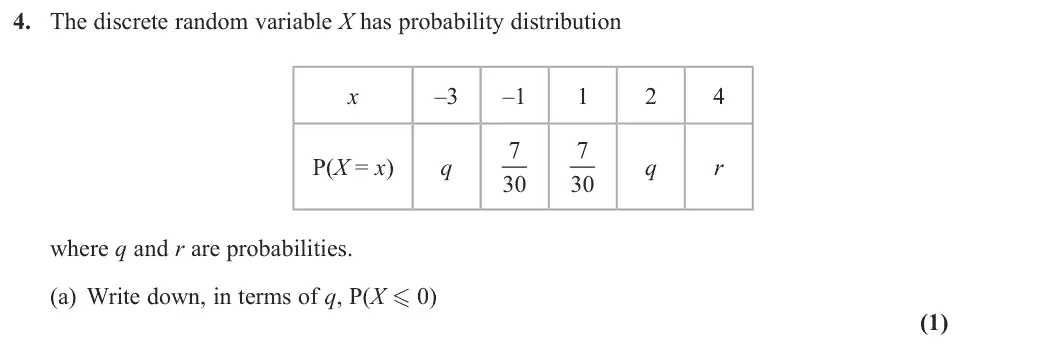 4. The discrete random variable X has probability distribution
x –3 –1 1 2 4
P(X = x) q 7/30 7/30 q r
where q and r are probabilities.
(a) Write down, in terms of q, P(X ⩽ 0)
(1)